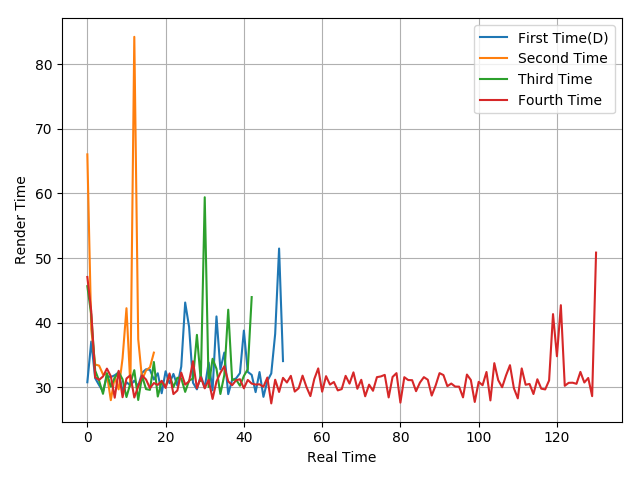 First Time(D)
Second Time
Third Time
Fourth Time
Render Time
80
70
60
50
40
30
0 20 40 60 80 100 120
Real Time